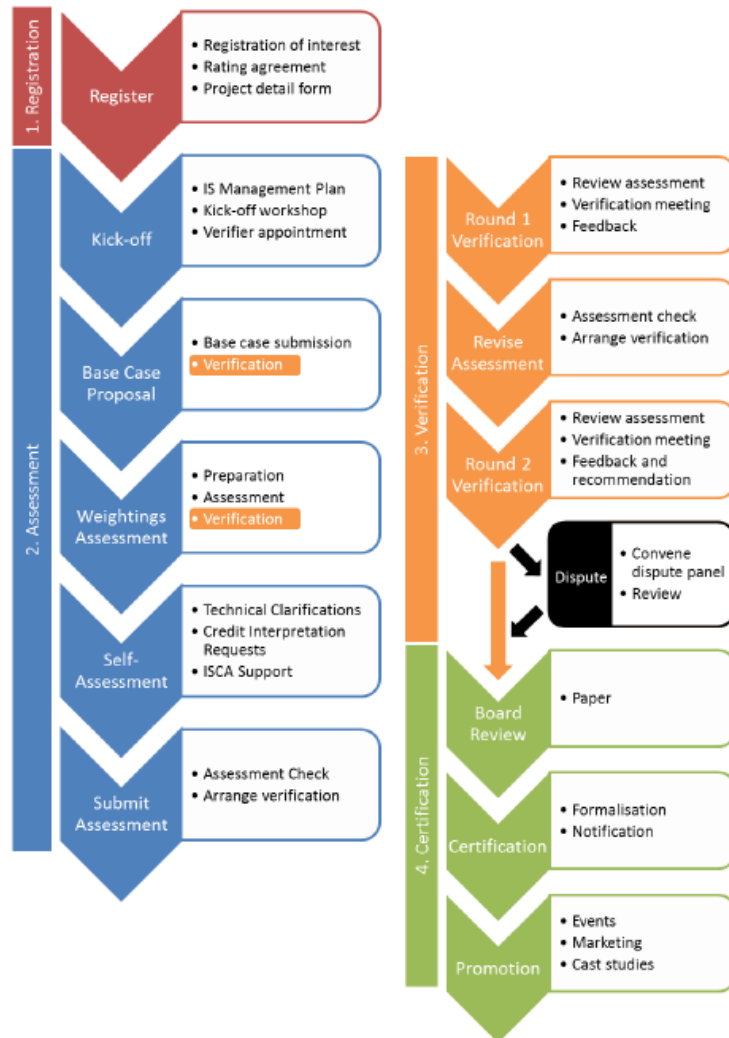 1. Registration
Register
• Registration of interest
• Rating agreement
• Project detail form
2. Assessment
Kick-off
• IS Management Plan
• Kick-off workshop
• Verifier appointment
Base Case
Proposal
• Base case submission
• Verification
Weightings
Assessment
• Preparation
• Assessment
• Verification
Self-
Assessment
• Technical Clarifications
• Credit Interpretation
Requests
• ISCA Support
Submit
Assessment
• Assessment Check
• Arrange verification
3. Verification
Round 1
Verification
• Review assessment
• Verification meeting
• Feedback
Revise
Assessment
• Assessment check
• Arrange verification
Round 2
Verification
• Review assessment
• Verification meeting
• Feedback and
recommendation
Dispute
• Convene
dispute panel
• Review
4. Certification
Board
Review
• Paper
Certification
• Formalisation
• Notification
Promotion
• Events
• Marketing
• Cast studies